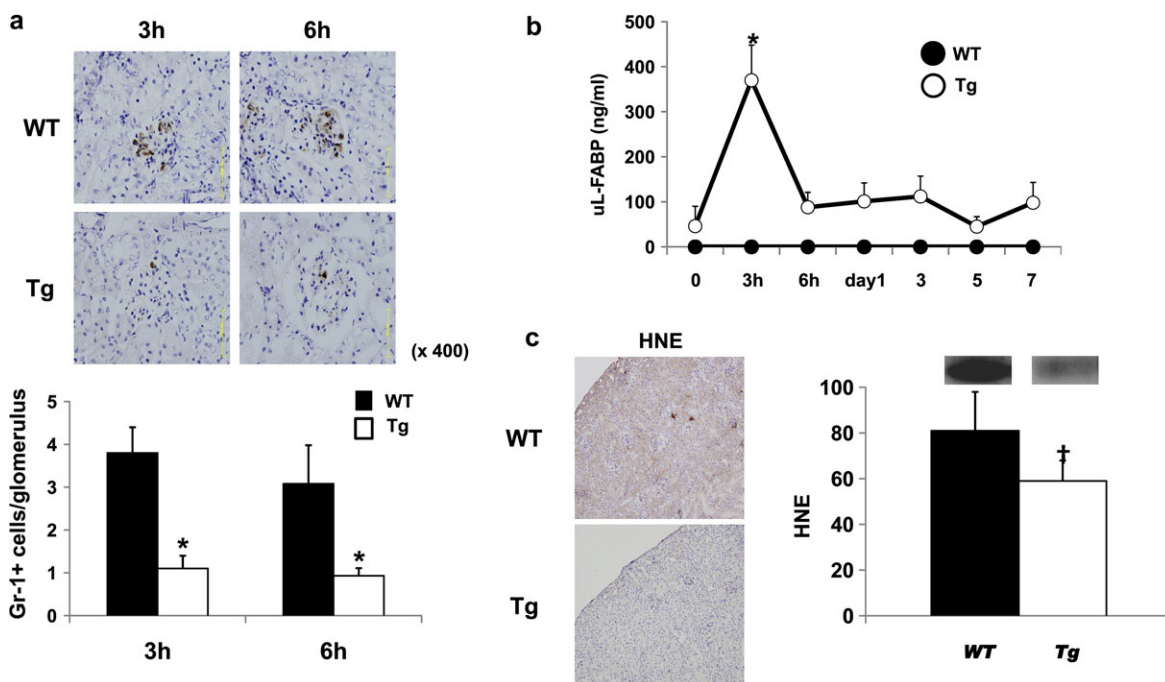 a
3h 6h
WT
Tg
(x 400)
WT
Tg
Gr-1+ cells/glomerulus
5
4
3
2
1
0
*
*
3h 6h
b
uL-FABP (ng/ml)
500
400
300
200
100
0
*
WT
Tg
0 3h 6h day1 3 5 7
c
HNE
WT
Tg
HNE
100
80
60
40
20
0
‡
WT Tg